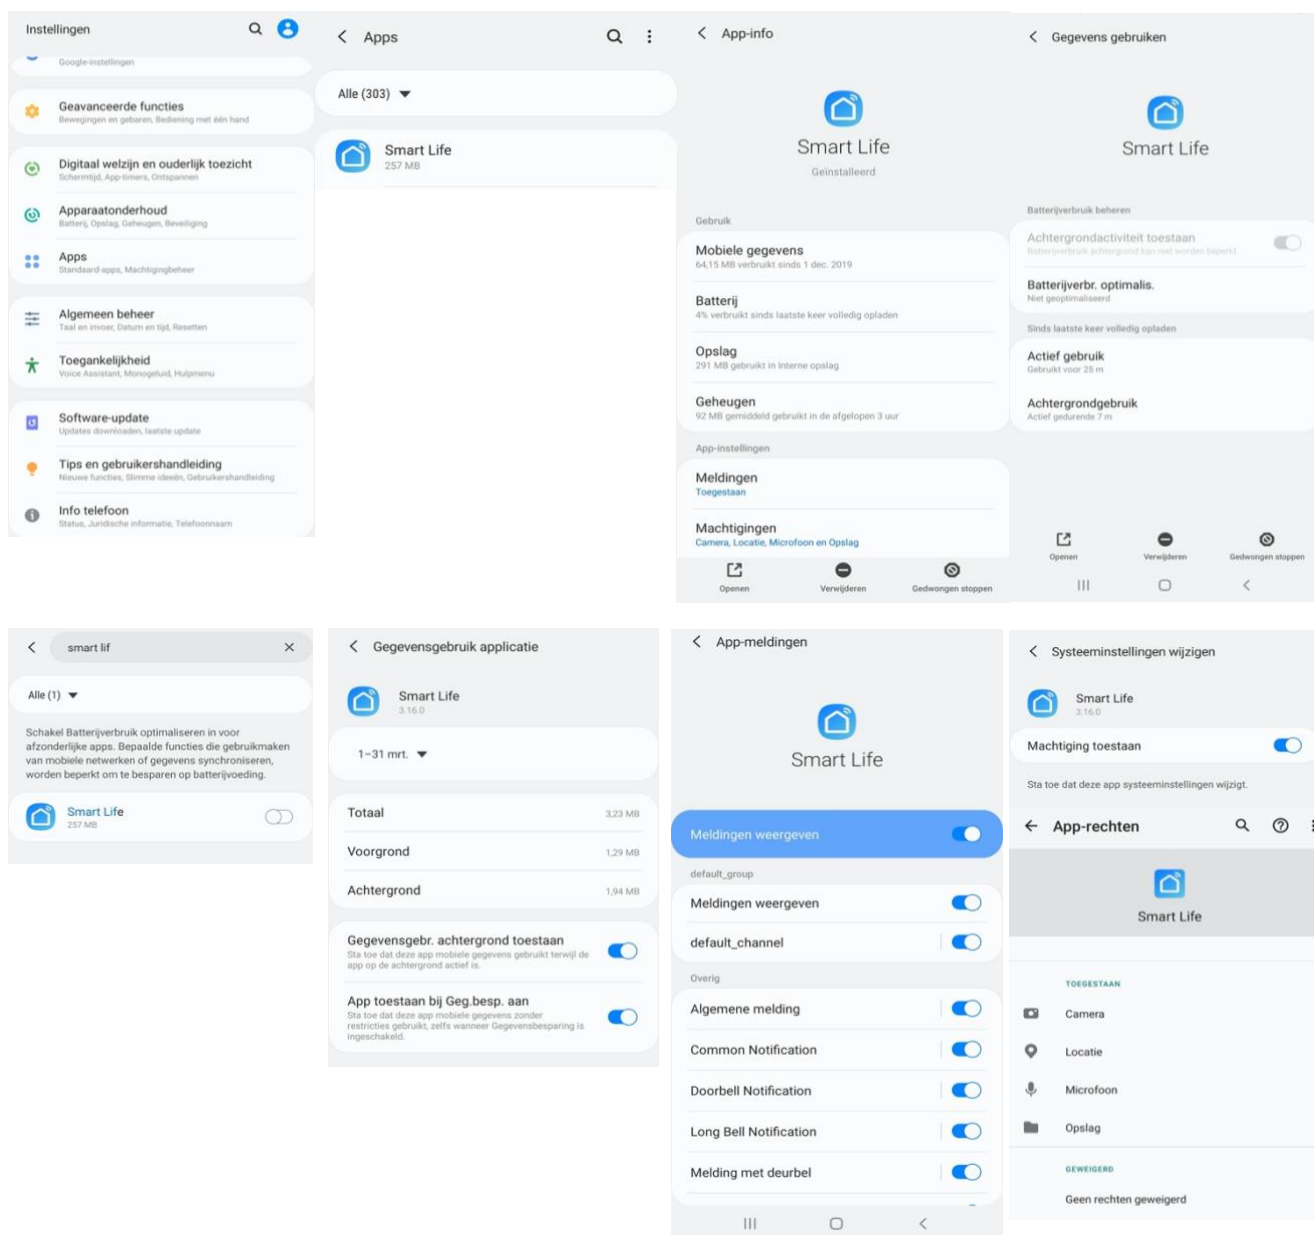 Instellingen
Google-instellingen
Geavanceerde functies
Bewegingen en gebaren, Bediening met één hand
Digitaal welzijn en ouderlijk toezicht
Schermtijd, App-timers, Ontspannen
Apparaatonderhoud
Batterij, Opslag, Geheugen, Beveiliging
Apps
Standaard-apps, Machtigingbeheer
Algemeen beheer
Taal en invoer, Datum en tijd, Resetten
Toegankelijkheid
Voice Assistant, Monogeluid, Hulpmenu
Software-update
Updates downloaden, laatste update
Tips en gebruikershandleiding
Nieuwe functies, Slimme ideeën, Gebruikershandleiding
Info telefoon
Status, Juridische informatie, Telefoonnaam
Apps
Alle (303)
Smart Life
257 MB
App-info
Smart Life
Geïnstalleerd
Gebruik
Mobiele gegevens
64,15 MB verbruikt sinds 1 dec. 2019
Batterij
4% verbruikt sinds laatste keer volledig opladen
Opslag
291 MB gebruikt in Interne opslag
Geheugen
92 MB gemiddeld gebruikt in de afgelopen 3 uur
App-instellingen
Meldingen
Toegestaan
Machtigingen
Camera, Locatie, Microfoon en Opslag
Openen
Verwijderen
Gedwongen stoppen
Gegevens gebruiken
Smart Life
Batterijverbruik beheren
Achtergrondactiviteit toestaan
Batterijverbruik achtergrond kan niet worden beperkt.
Batterijverbr. optimalis.
Niet geoptimaliseerd
Sinds laatste keer volledig opladen
Actief gebruik
Gebruikt voor 25 m
Achtergrondgebruik
Actief gedurende 7 m
Openen
Verwijderen
Gedwongen stoppen
smart lif
Alle (1)
Schakel Batterijverbruik optimaliseren in voor
afzonderlijke apps. Bepaalde functies die gebruikmaken
van mobiele netwerken of gegevens synchroniseren,
worden beperkt om te besparen op batterijvoeding.
Smart Life
257 MB
Gegevensgebruik applicatie
Smart Life
3.16.0
1–31 mrt.
Totaal
3,23 MB
Voorgrond
1,29 MB
Achtergrond
1,94 MB
Gegevensgebr. achtergrond toestaan
Sta toe dat deze app mobiele gegevens gebruikt terwijl de
app op de achtergrond actief is.
App toestaan bij Geg.besp. aan
Sta toe dat deze app mobiele gegevens zonder
restricties gebruikt, zelfs wanneer Gegevensbesparing is
ingeschakeld.
App-meldingen
Smart Life
Meldingen weergeven
default_group
Meldingen weergeven
default_channel
Overig
Algemene melding
Common Notification
Doorbell Notification
Long Bell Notification
Melding met deurbel
Systeeminstellingen wijzigen
Smart Life
3.16.0
Machtiging toestaan
Sta toe dat deze app systeeminstellingen wijzigt.
App-rechten
Smart Life
TOEGESTAAN
Camera
Locatie
Microfoon
Opslag
GEWEIGERD
Geen rechten geweigerd